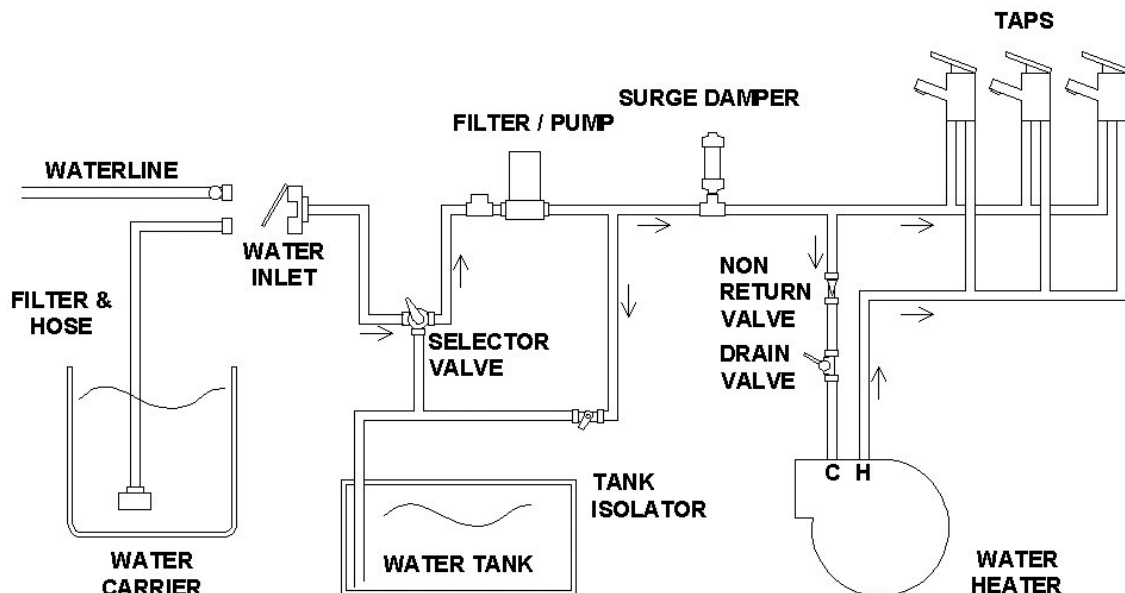 TAPS
SURGE DAMPER
FILTER / PUMP
WATERLINE
WATER
INLET
FILTER &
HOSE
SELECTOR
VALVE
NON
RETURN
VALVE
DRAIN
VALVE
C H
TANK
ISOLATOR
WATER TANK
WATER
CARRIER
WATER
HEATER